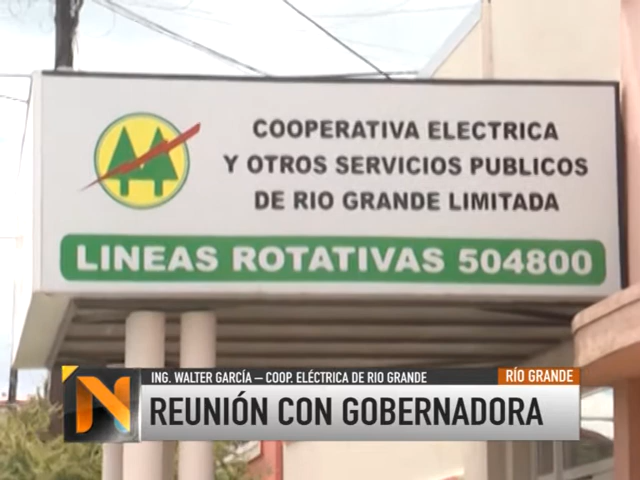 COOPERATIVA ELECTRICA
Y OTROS SERVICIOS PUBLICOS
DE RIO GRANDE LIMITADA
LINEAS ROTATIVAS 504800
ING. WALTER GARCÍA – COOP. ELÉCTRICA DE RIO GRANDE
RÍO GRANDE
N
REUNIÓN CON GOBERNADORA